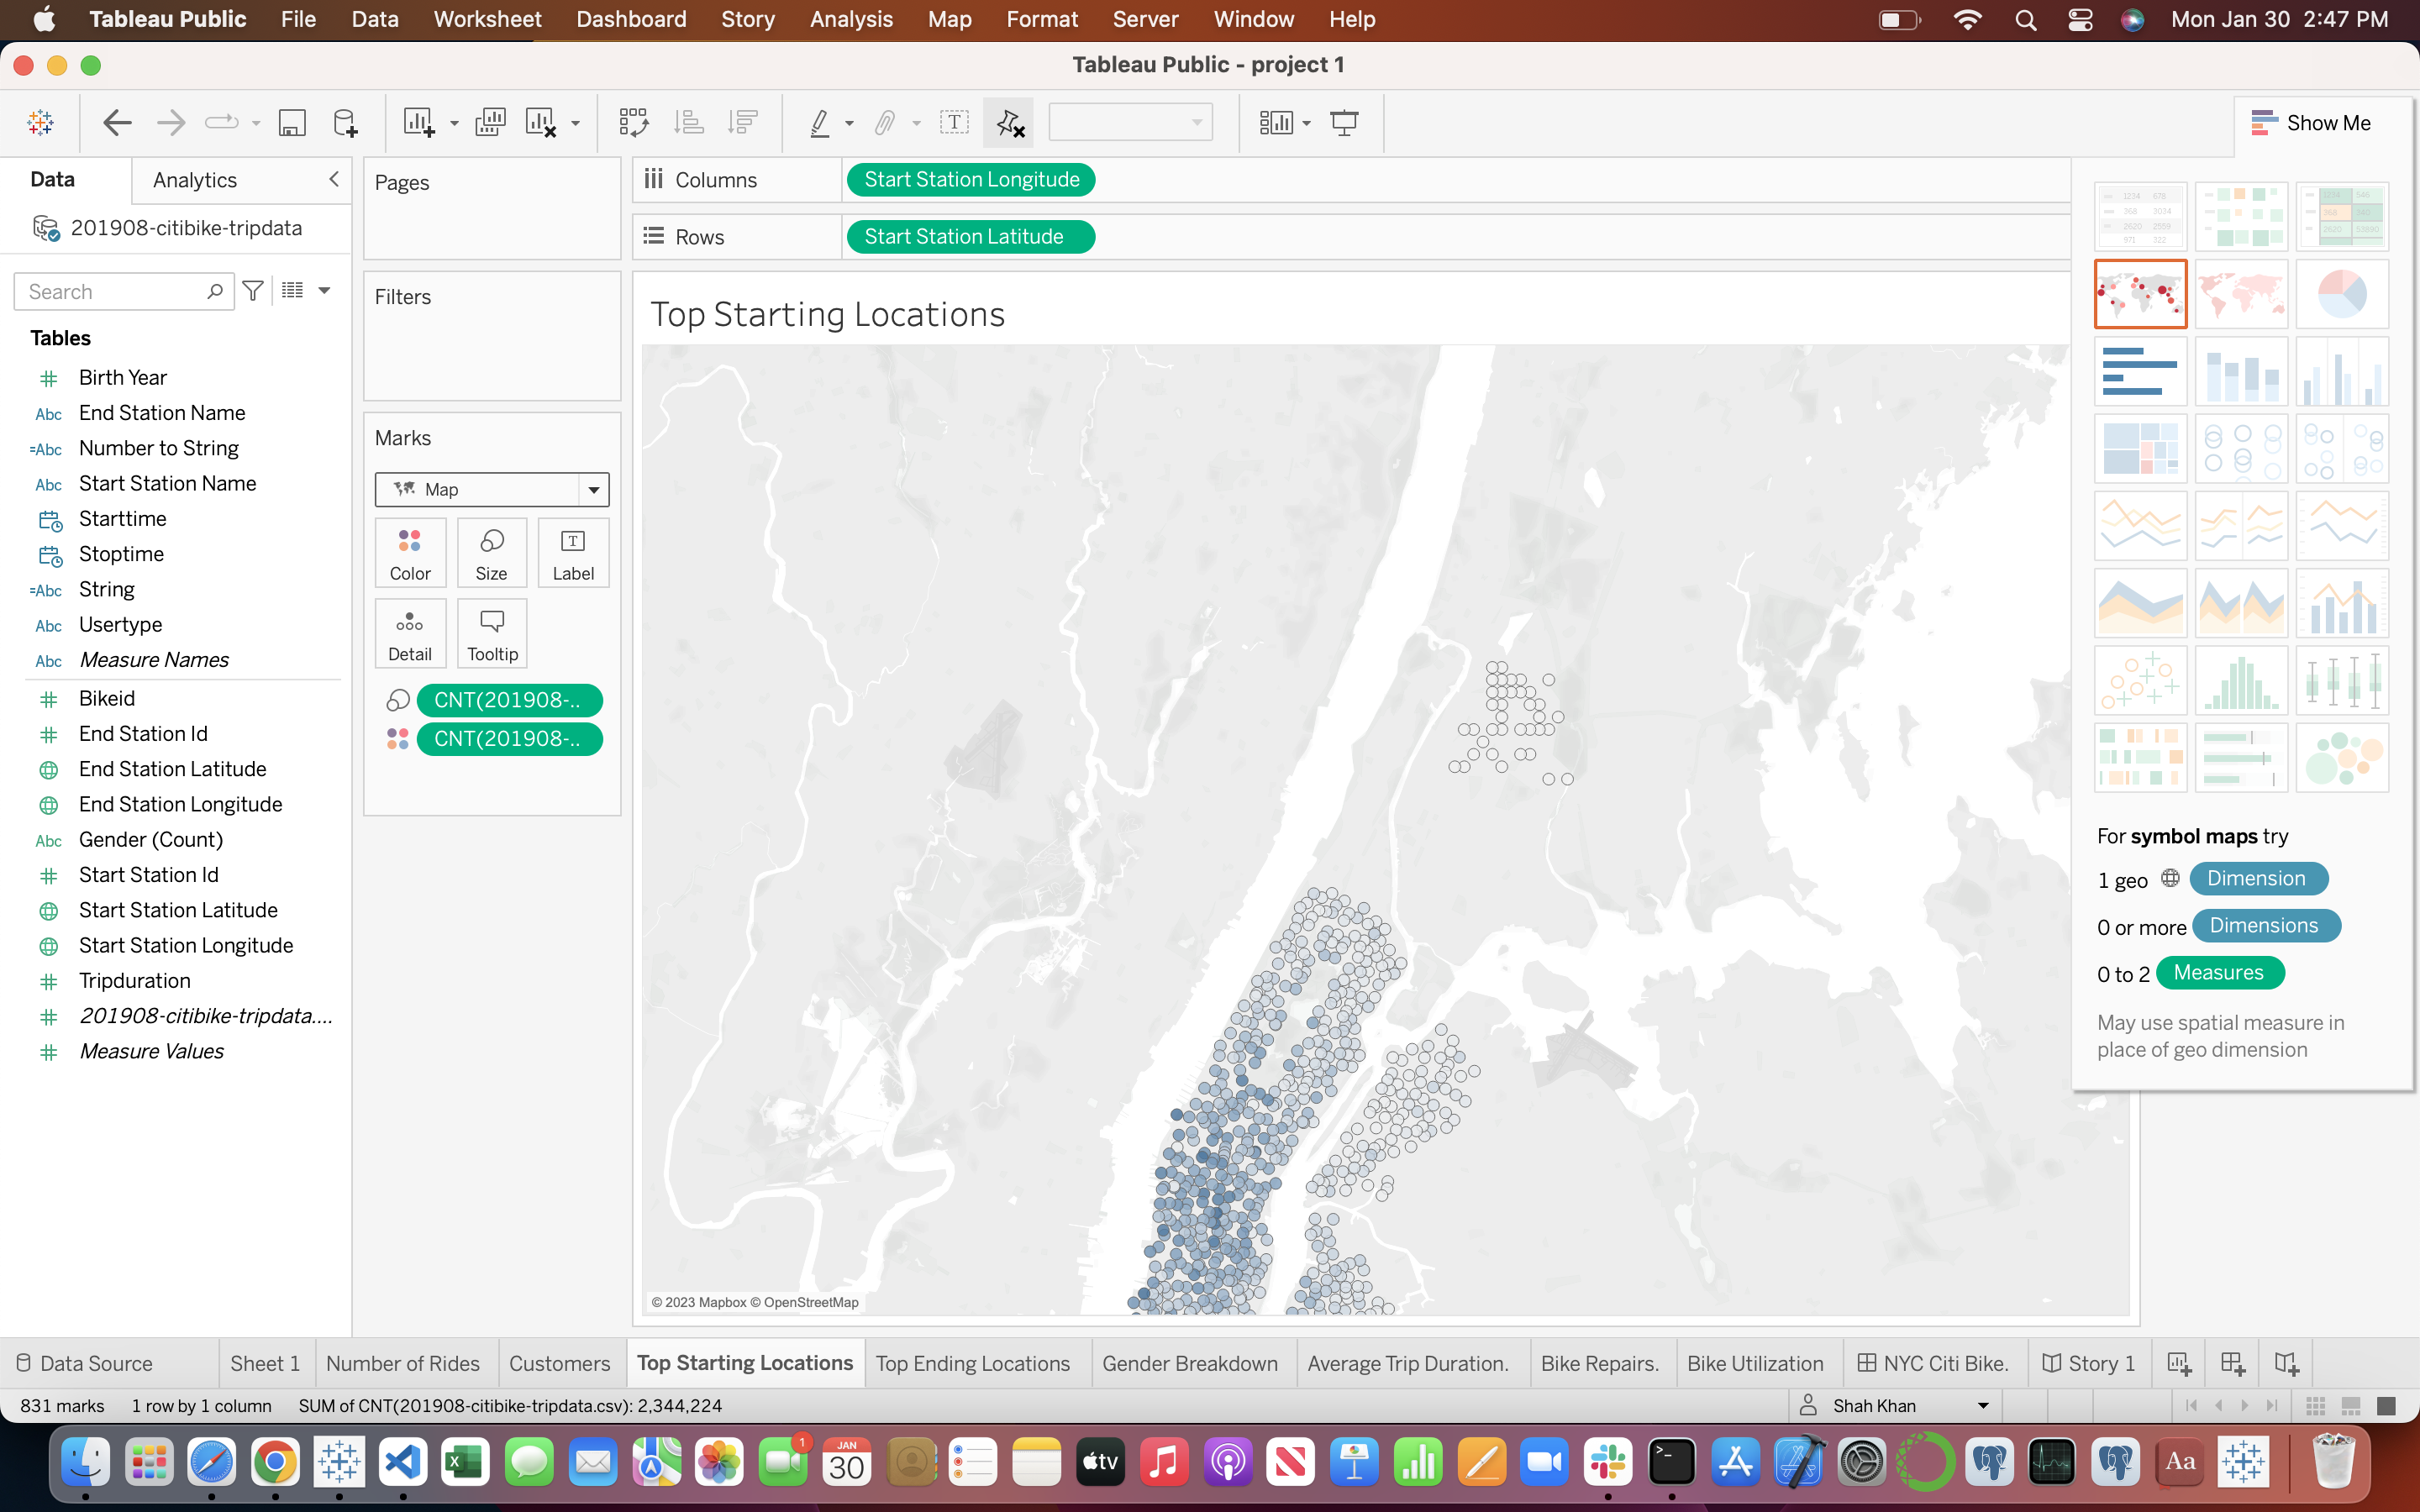 Tableau Public File Data Worksheet Dashboard Story Analysis Map Format Server Window Help Mon Jan 30 2:47 PM
Tableau Public - project 1
Show Me
Data Analytics
201908-citibike-tripdata
Search
Tables
Birth Year
Abc End Station Name
=Abc Number to String
Abc Start Station Name
Starttime
Stoptime
=Abc String
Abc Usertype
Abc Measure Names
Bikeid
End Station Id
End Station Latitude
End Station Longitude
Abc Gender (Count)
Start Station Id
Start Station Latitude
Start Station Longitude
Tripduration
201908-citibike-tripdata....
Measure Values
Pages
Filters
Marks
Map
Color Size Label
Detail Tooltip
CNT(201908-..
CNT(201908-..
Columns Start Station Longitude
Rows Start Station Latitude
Top Starting Locations
© 2023 Mapbox © OpenStreetMap
For symbol maps try
1 geo Dimension
0 or more Dimensions
0 to 2 Measures
May use spatial measure in
place of geo dimension
Data Source Sheet 1 Number of Rides Customers Top Starting Locations Top Ending Locations Gender Breakdown Average Trip Duration. Bike Repairs. Bike Utilization NYC Citi Bike. Story 1
831 marks 1 row by 1 column SUM of CNT(201908-citibike-tripdata.csv): 2,344,224 Shah Khan
1
JAN
30
tv
Aa